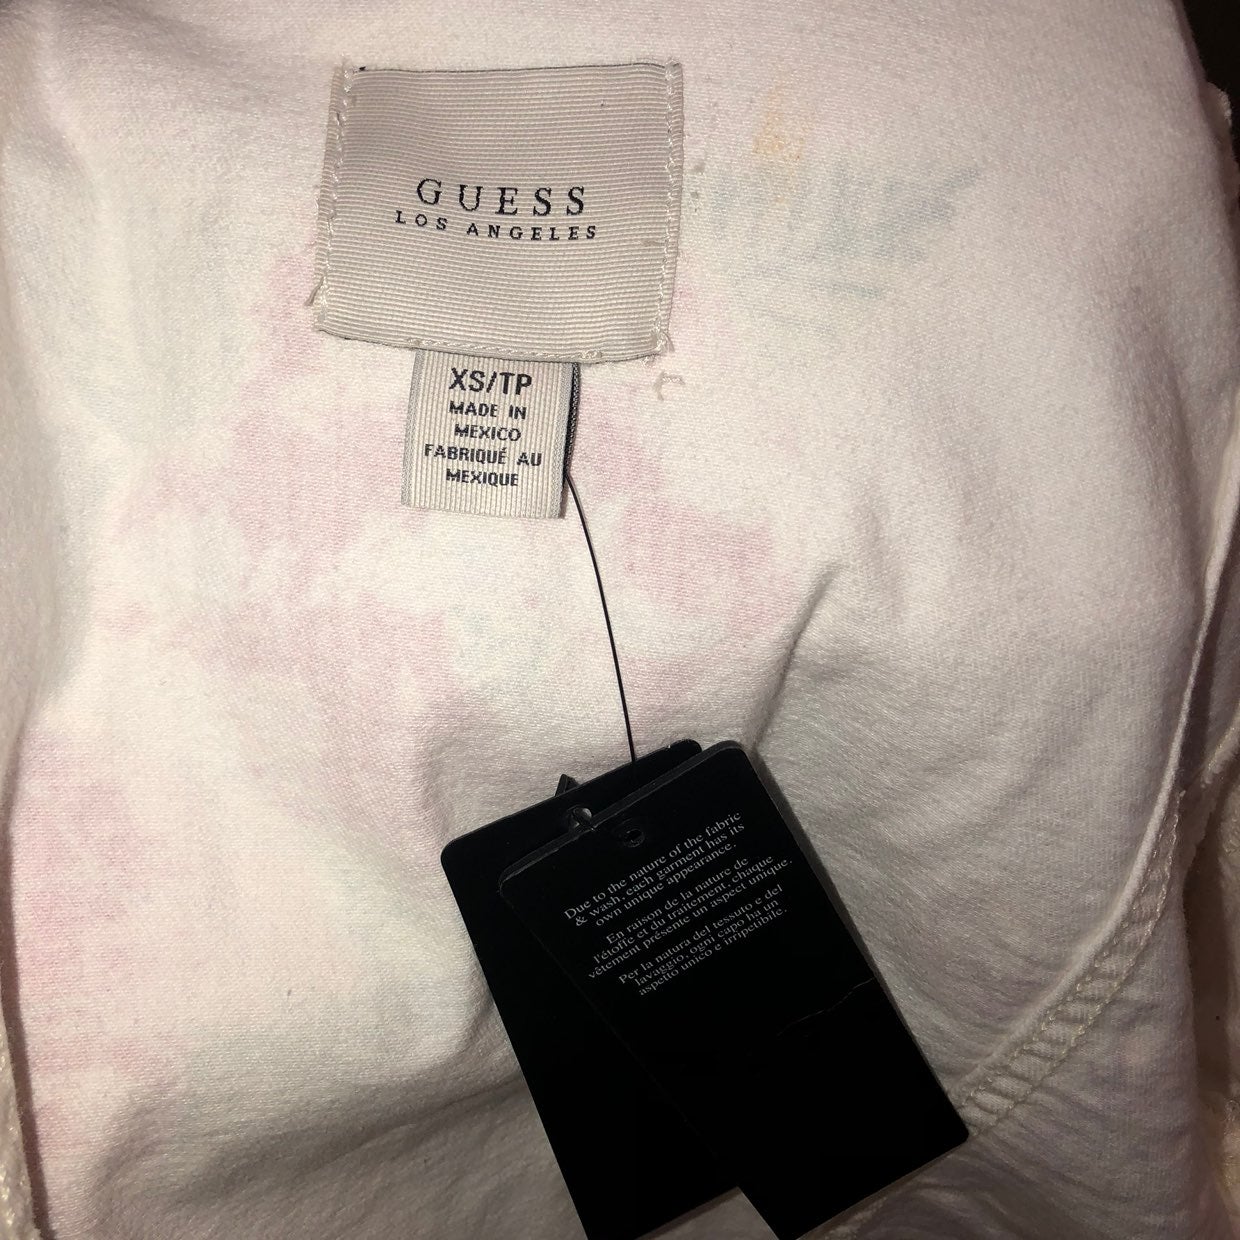 GUESS
LOS ANGELES
XS/TP
MADE IN
MEXICO
FABRIQUÉ AU
MEXIQUE
Due to the nature of the fabric
& wash each garment has its
own unique appearance.
En raison de la nature de
l'étoffe et du traitement, chaque
vêtement présente un aspect unique.
Per la natura del tessuto e del
lavaggio, ogni capo ha un
aspetto unico e irripetibile.